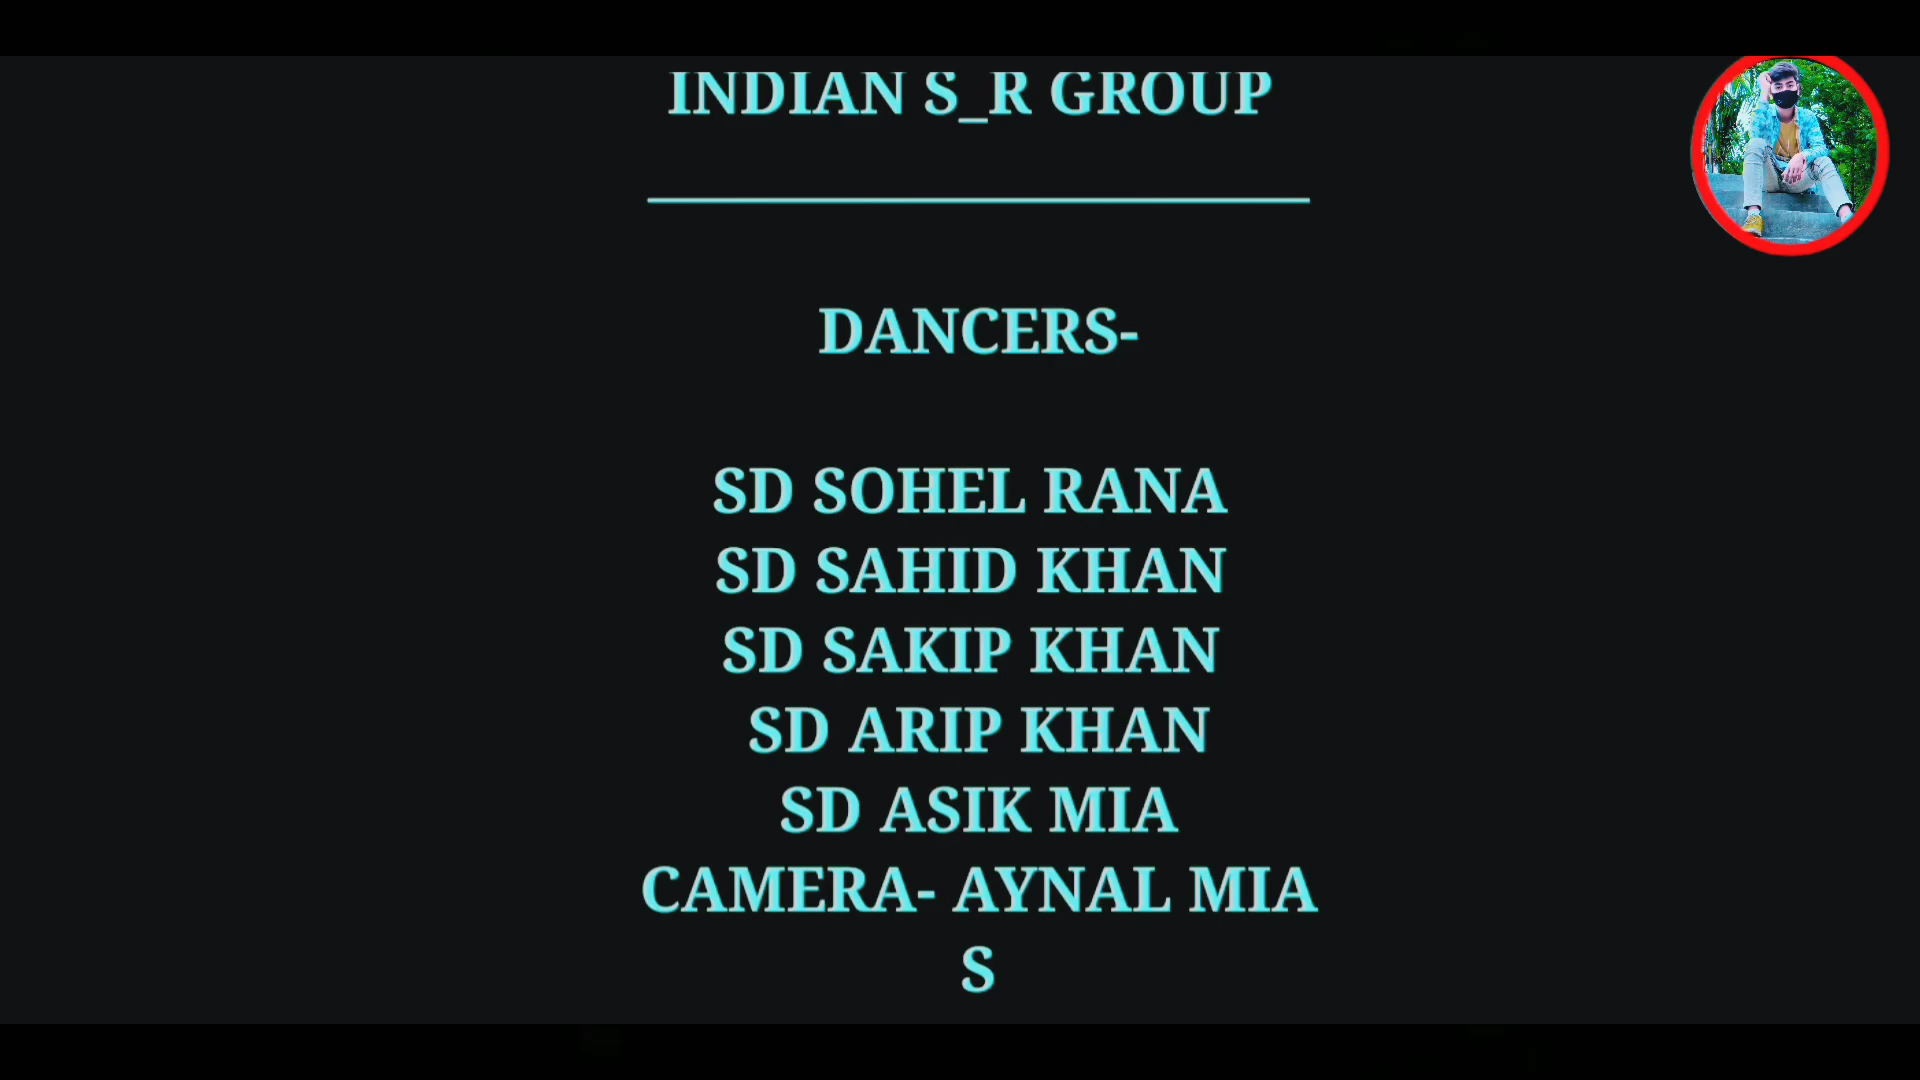 INDIAN S_R GROUP
DANCERS-
SD SOHEL RANA
SD SAHID KHAN
SD SAKIP KHAN
SD ARIP KHAN
SD ASIK MIA
CAMERA- AYNAL MIA
S